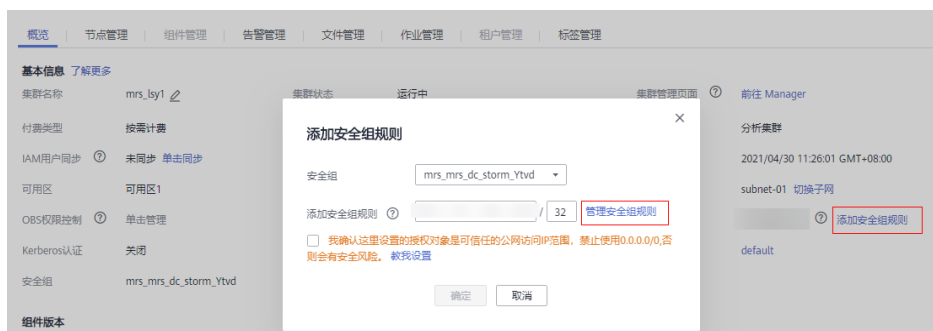 概览 节点管理 组件管理 告警管理 文件管理 作业管理 租户管理 标签管理
基本信息 了解更多
集群名称 mrs_lsy1 集群状态 运行中 集群管理页面 前往 Manager
付费类型 按需计费 分析集群
IAM用户同步 未同步 单击同步 2021/04/30 11:26:01 GMT+08:00
可用区 可用区1 subnet-01 切换子网
OBS权限控制 单击管理 添加安全组规则
Kerberos认证 关闭 default
安全组 mrs_mrs_dc_storm_Ytvd
组件版本
添加安全组规则
安全组 mrs_mrs_dc_storm_Ytvd
添加安全组规则 / 32 管理安全组规则
我确认这里设置的授权对象是可信任的公网访问IP范围，禁止使用0.0.0.0/0,否
则会有安全风险。 教我设置
确定 取消